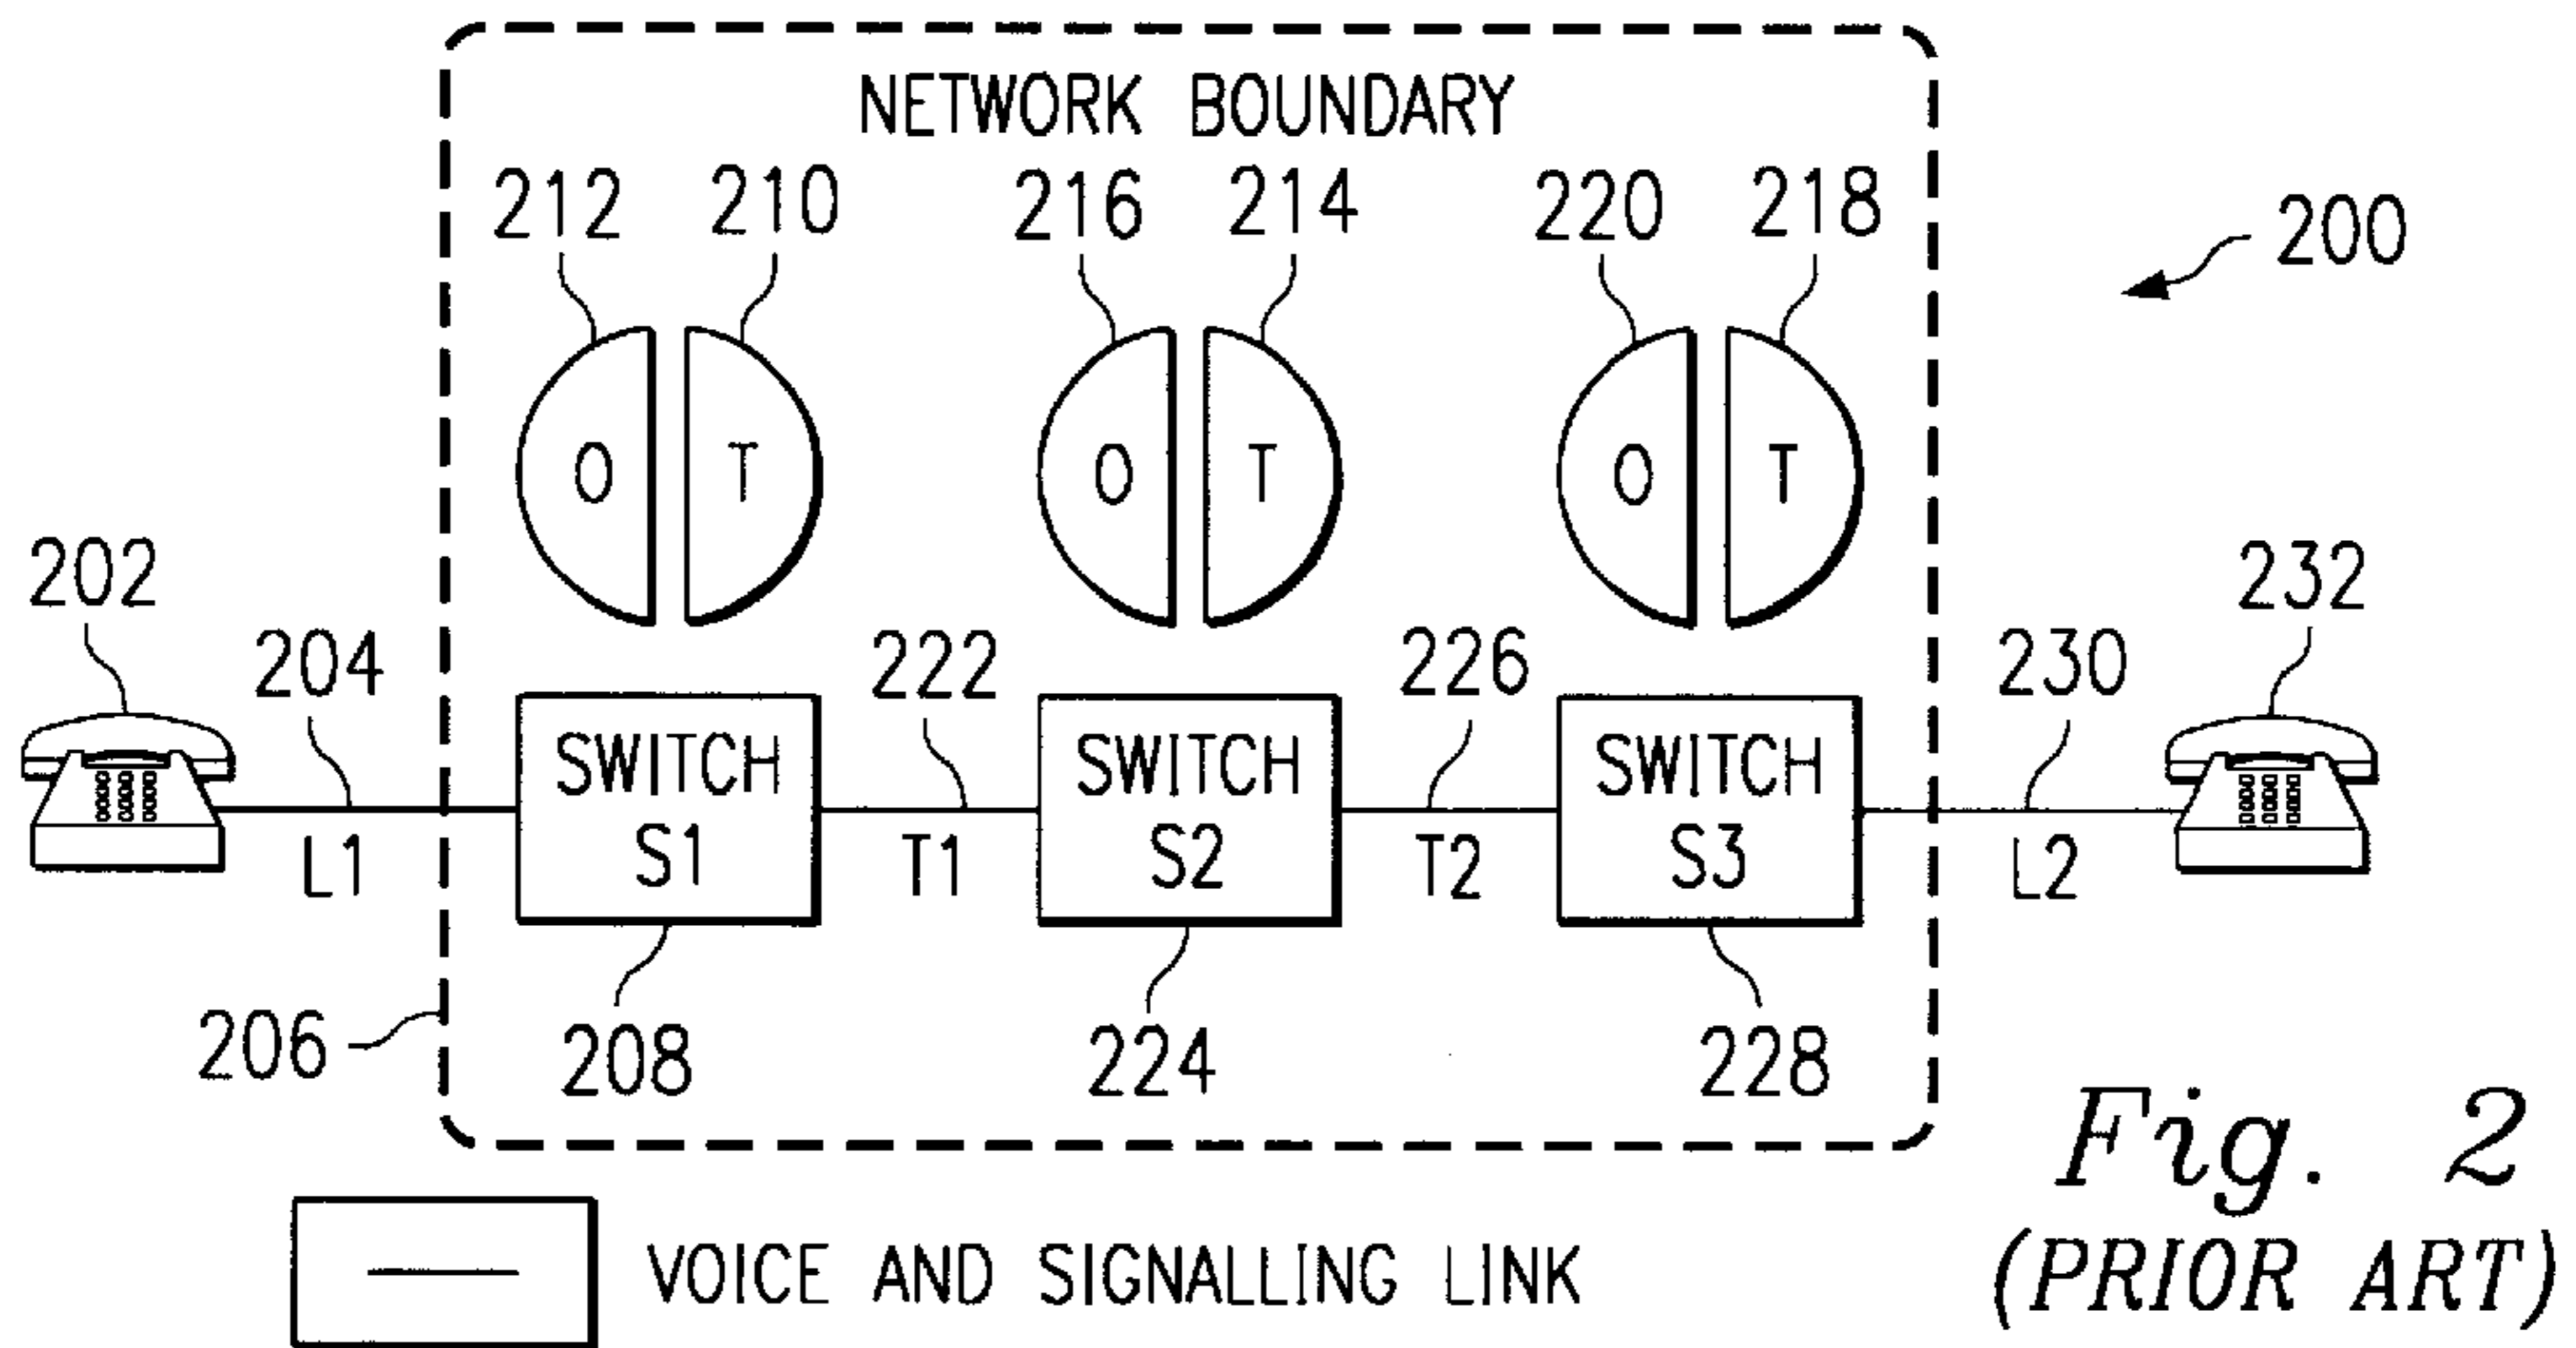 NETWORK BOUNDARY
212 210 216 214 220 218 200
O T O T O T
202 204 222 226 230 232
SWITCH S1
SWITCH S2
SWITCH S3
L1 T1 T2 L2
206 208 224 228
Fig. 2
(PRIOR ART)
VOICE AND SIGNALLING LINK